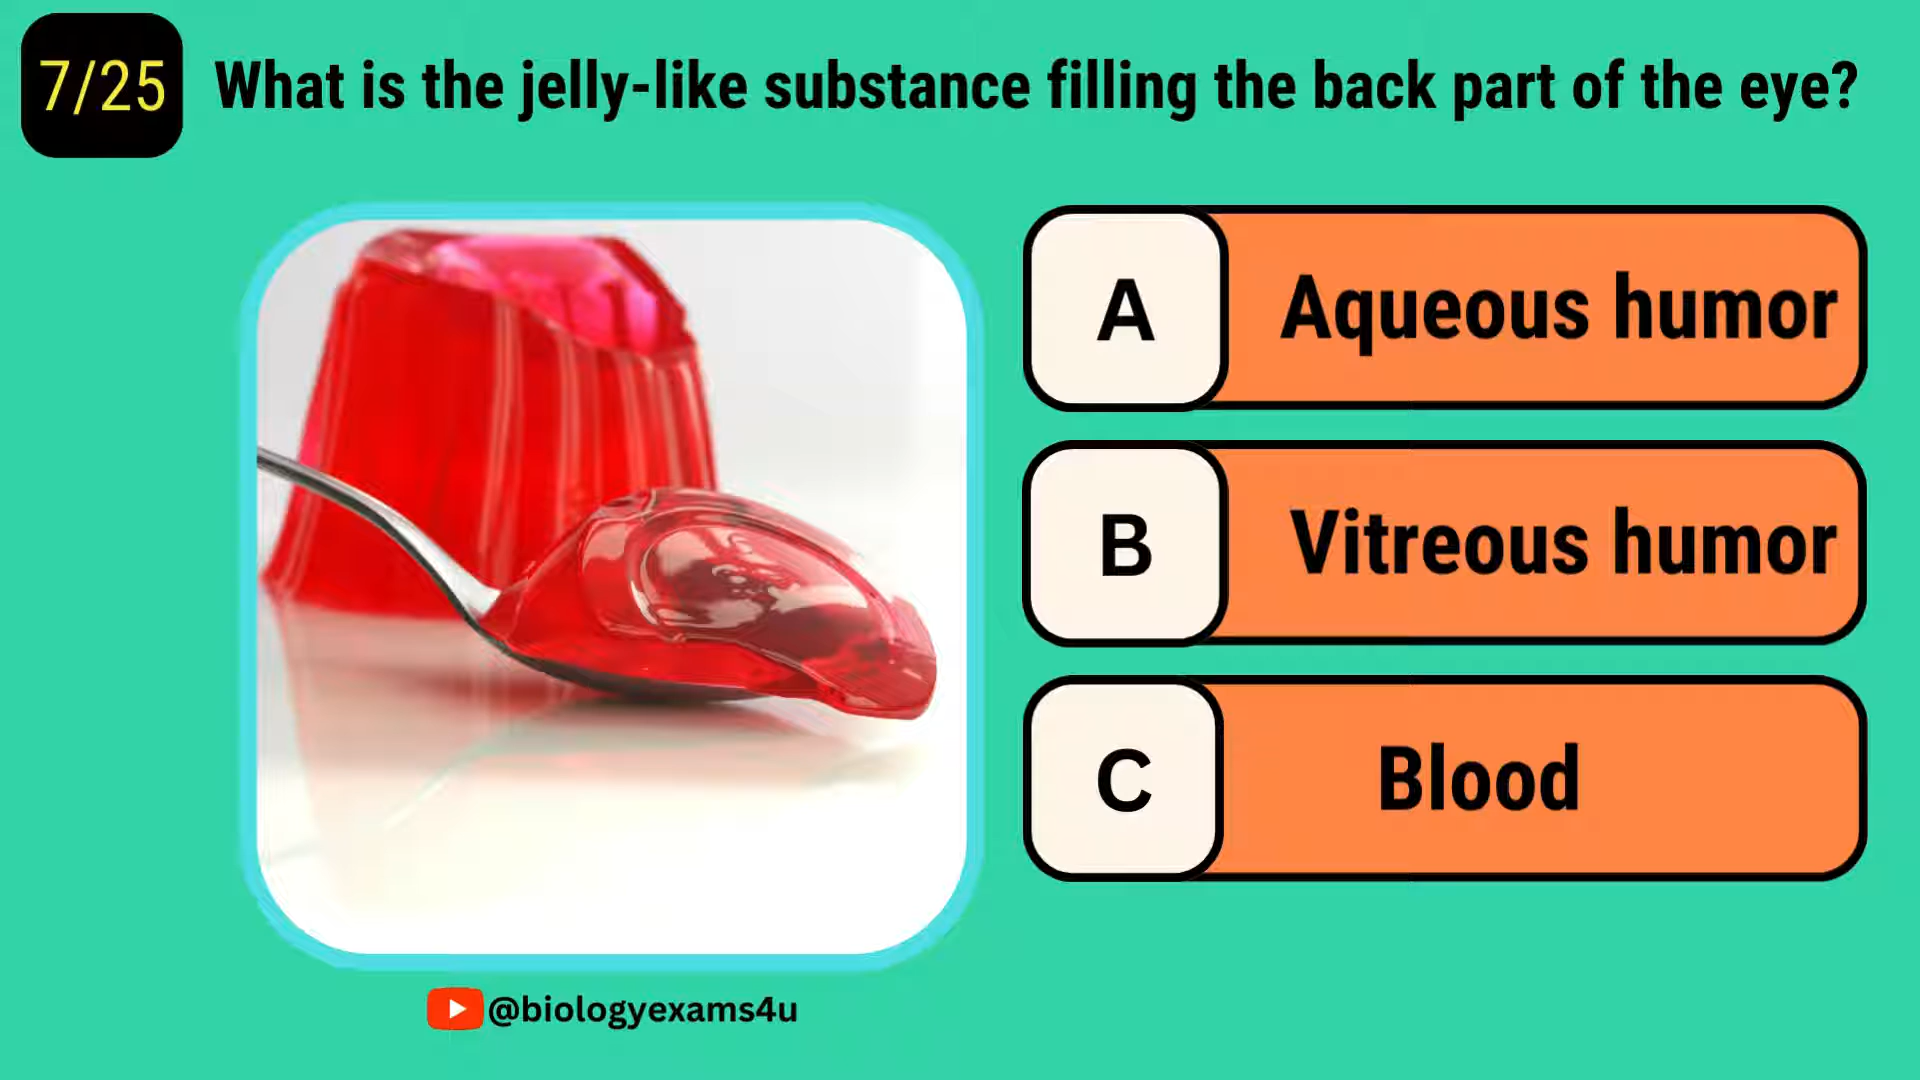 7/25
What is the jelly-like substance filling the back part of the eye?
A
Aqueous humor
B
Vitreous humor
C
Blood
@biologyexams4u